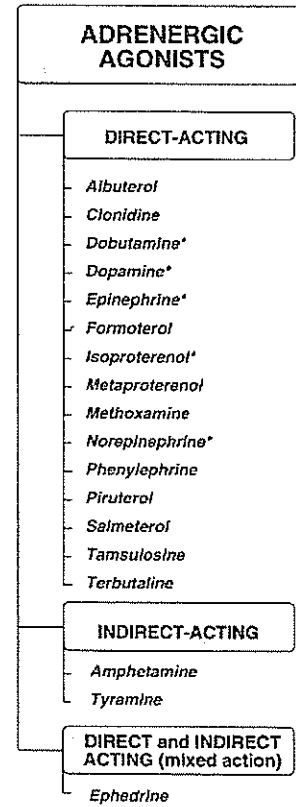 ADRENERGIC
AGONISTS
DIRECT-ACTING
Albuterol
Clonidine
Dobutamine*
Dopamine*
Epinephrine*
Formoterol
Isoproterenol*
Metaproterenol
Methoxamine
Norepinephrine*
Phenylephrine
Piruterol
Salmeterol
Tamsulosine
Terbutaline
INDIRECT-ACTING
Amphetamine
Tyramine
DIRECT and INDIRECT
ACTING (mixed action)
Ephedrine